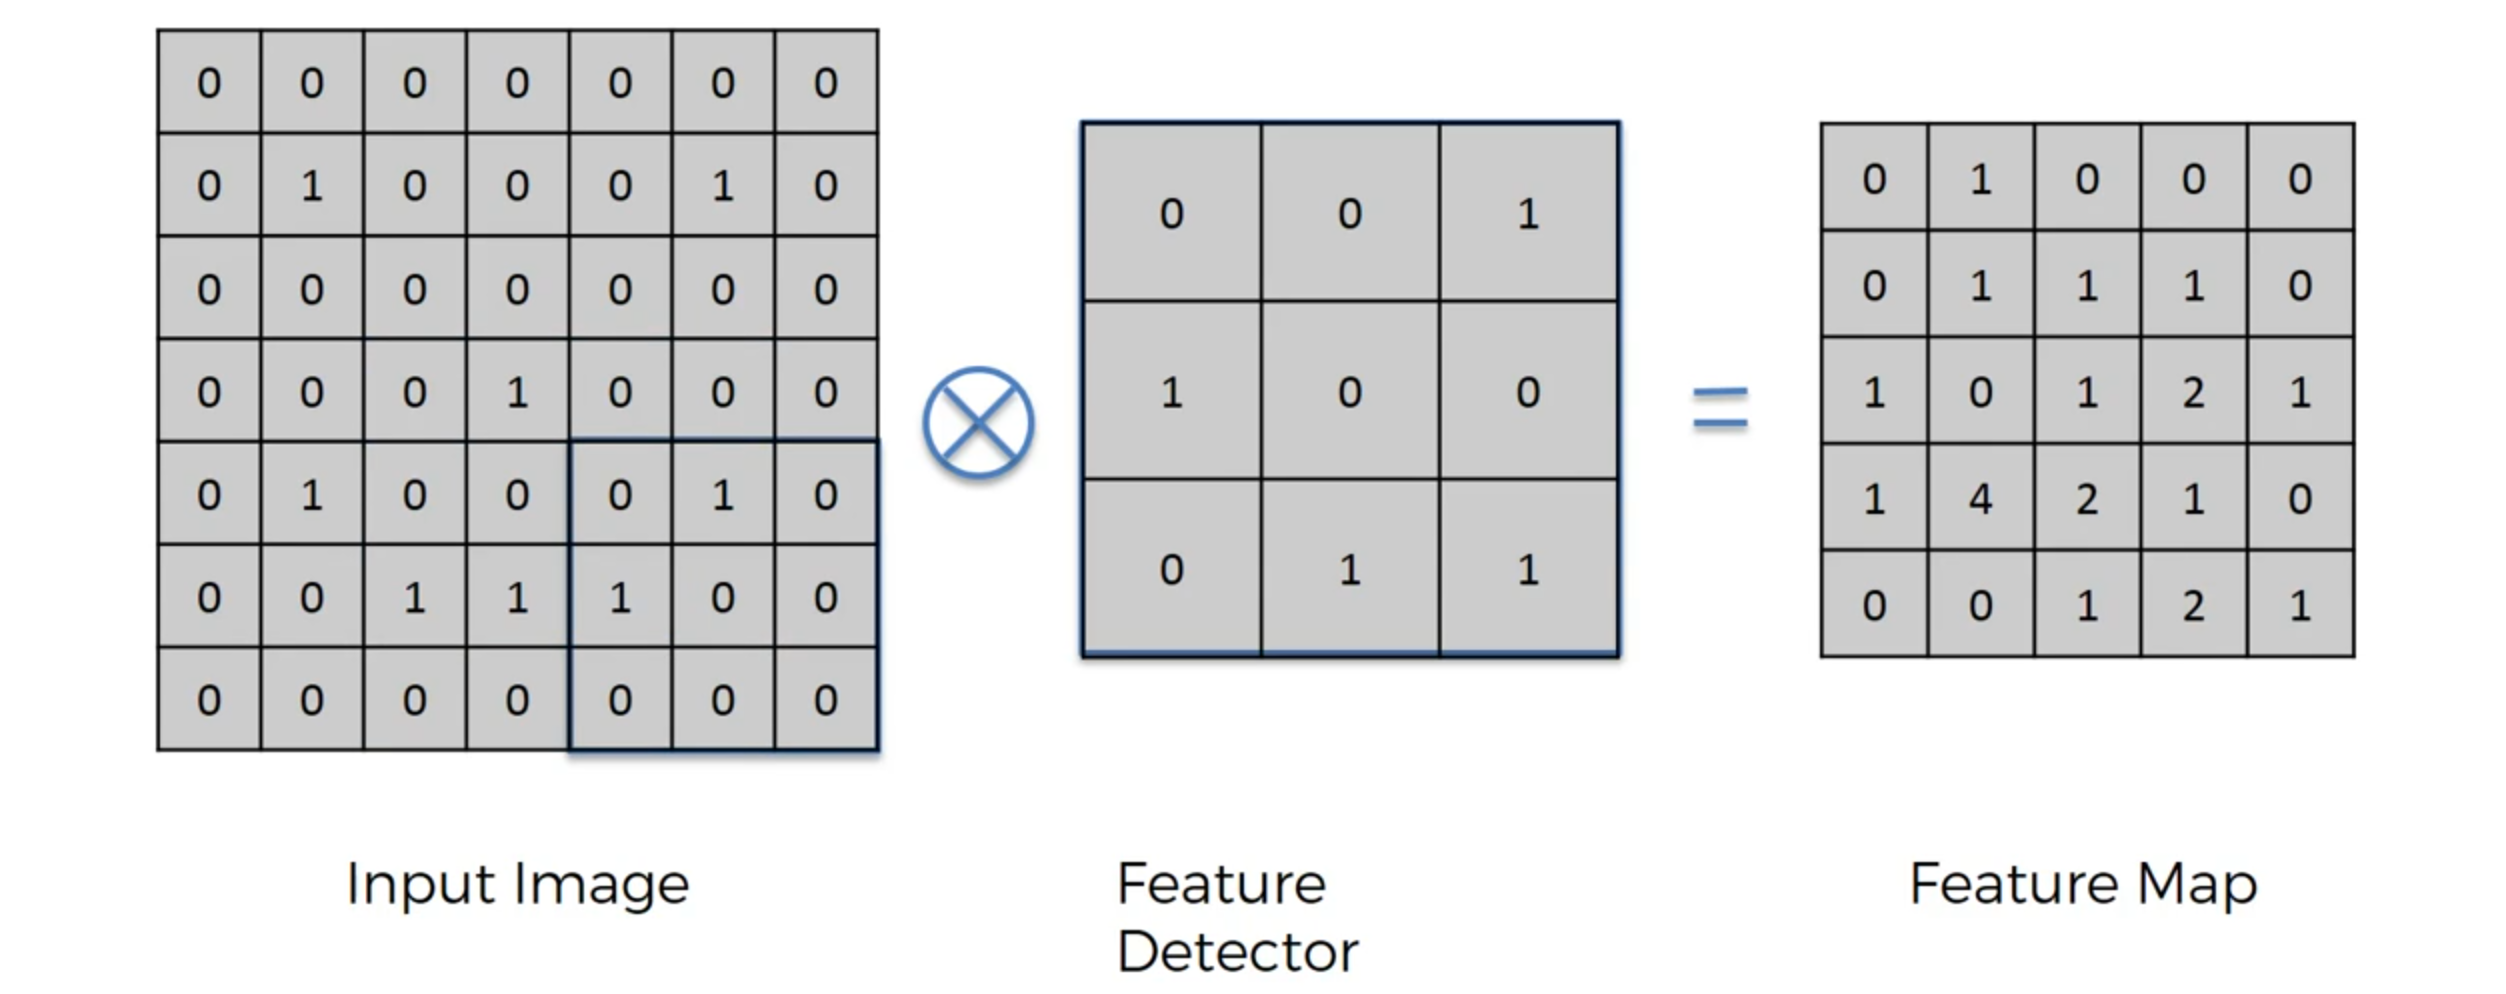 0 0 0 0 0 0 0
0 1 0 0 0 1 0
0 0 0 0 0 0 0
0 0 0 1 0 0 0
0 1 0 0 0 1 0
0 0 1 1 1 0 0
0 0 0 0 0 0 0
Input Image
0 0 1
1 0 0
0 1 1
Feature
Detector
=
0 1 0 0 0
0 1 1 1 0
1 0 1 2 1
1 4 2 1 0
0 0 1 2 1
Feature Map